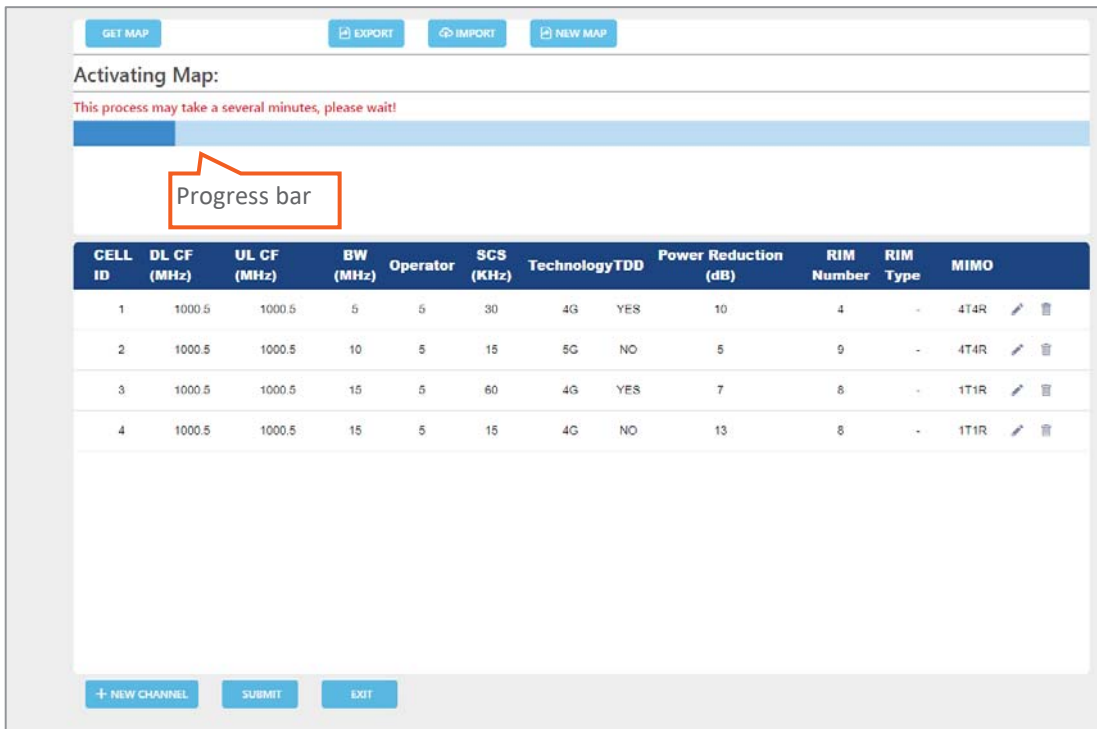 GET MAP EXPORT IMPORT NEW MAP
Activating Map:
This process may take a several minutes, please wait!
Progress bar
CELL ID DL CF (MHz) UL CF (MHz) BW (MHz) Operator SCS (KHz) Technology TDD Power Reduction (dB) RIM Number RIM Type MIMO
1 1000.5 1000.5 5 5 30 4G YES 10 4 - 4T4R
2 1000.5 1000.5 10 5 15 5G NO 5 9 - 4T4R
3 1000.5 1000.5 15 5 60 4G YES 7 8 - 1T1R
4 1000.5 1000.5 15 5 15 4G NO 13 8 - 1T1R
+ NEW CHANNEL SUBMIT EXIT